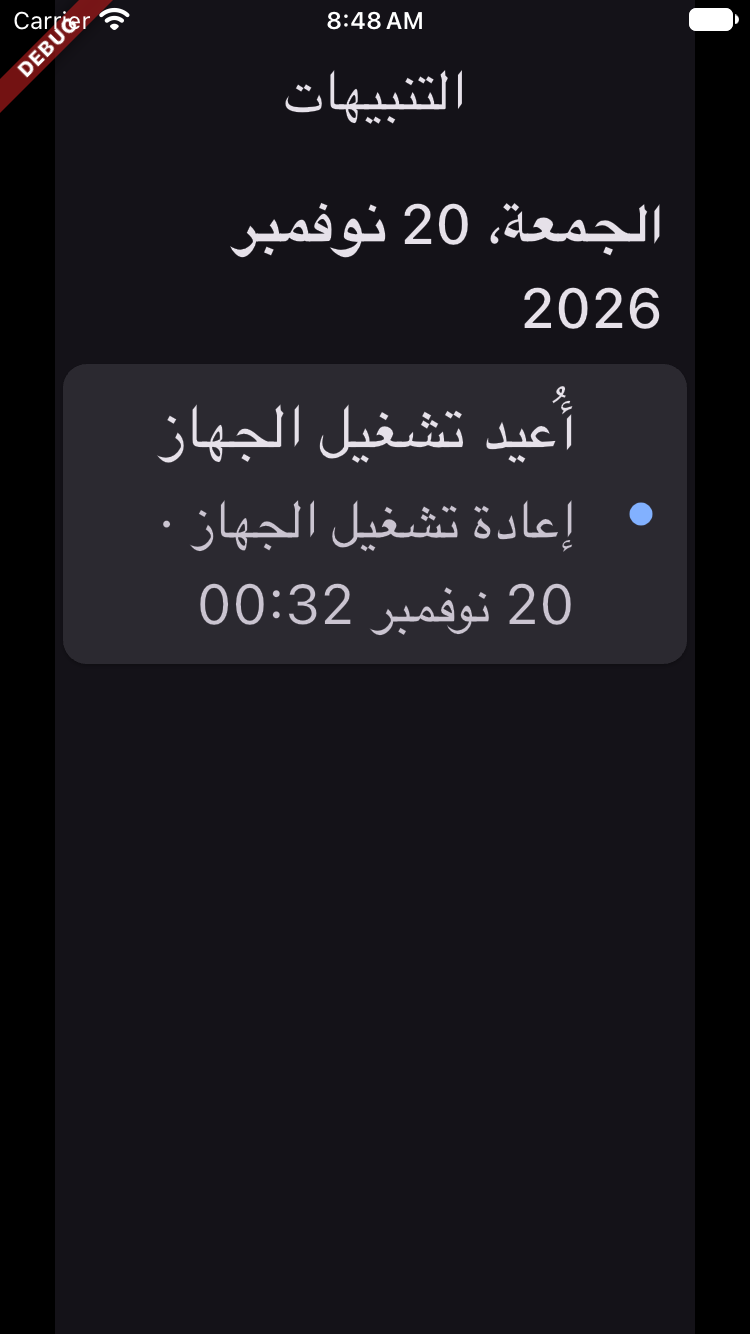 Carrier
8:48 AM
DEBUG
التنبيهات
الجمعة، 20 نوفمبر
2026
أُعيد تشغيل الجهاز
إعادة تشغيل الجهاز ·
20 نوفمبر 00:32